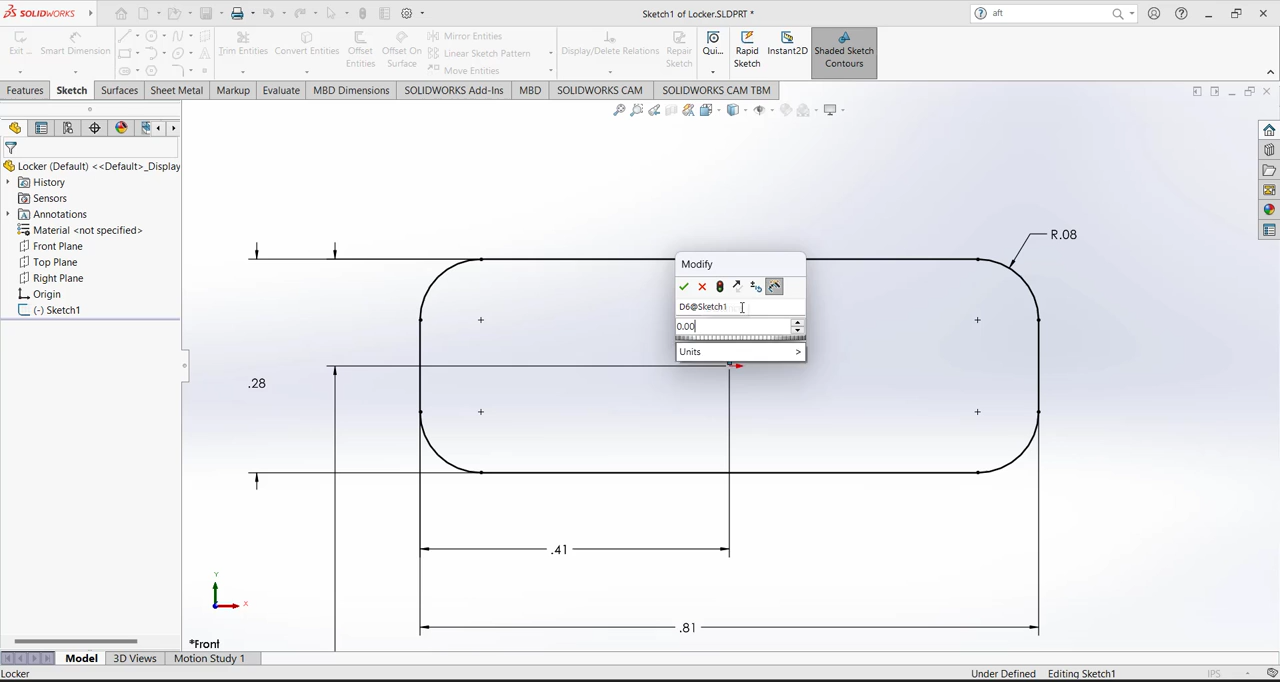 SOLIDWORKS
Sketch1 of Locker.SLDPRT *
aft
Exit ...
Smart Dimension
Trim Entities
Convert Entities
Offset Entities
Offset On Surface
Mirror Entities
Linear Sketch Pattern
Move Entities
Display/Delete Relations
Repair Sketch
Qui...
Rapid Sketch
Instant2D
Shaded Sketch Contours
Features
Sketch
Surfaces
Sheet Metal
Markup
Evaluate
MBD Dimensions
SOLIDWORKS Add-Ins
MBD
SOLIDWORKS CAM
SOLIDWORKS CAM TBM
Locker (Default) <<Default>_Display
History
Sensors
Annotations
Material <not specified>
Front Plane
Top Plane
Right Plane
Origin
(-) Sketch1
R.08
Modify
D6@Sketch1
0.00
Units >
.28
.41
.81
Y
X
*Front
Model
3D Views
Motion Study 1
Locker
Under Defined
Editing Sketch1
IPS